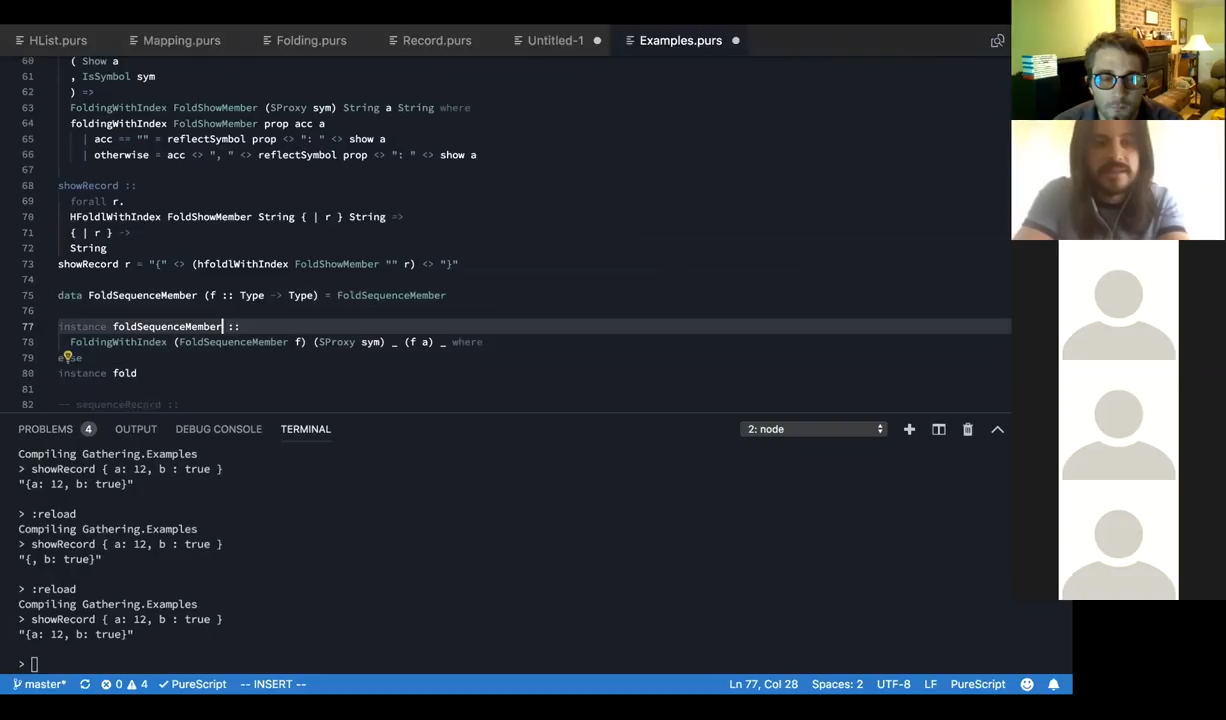 HList.purs Mapping.purs Folding.purs Record.purs Untitled-1 Examples.purs
60 ( Show a
61 , IsSymbol sym
62 ) =>
63 FoldingWithIndex FoldShowMember (SProxy sym) String a String where
64 foldingWithIndex FoldShowMember prop acc a
65 | acc == "" = reflectSymbol prop <> ": " <> show a
66 | otherwise = acc <> ", " <> reflectSymbol prop <> ": " <> show a
67
68 showRecord ::
69 forall r.
70 HFoldlWithIndex FoldShowMember String { | r } String =>
71 { | r } ->
72 String
73 showRecord r = "{" <> (hfoldlWithIndex FoldShowMember "" r) <> "}"
74
75 data FoldSequenceMember (f :: Type -> Type) = FoldSequenceMember
76
77 instance foldSequenceMember ::
78 FoldingWithIndex (FoldSequenceMember f) (SProxy sym) _ (f a) _ where
79 else
80 instance fold
81
82 -- sequenceRecord ::
PROBLEMS 4 OUTPUT DEBUG CONSOLE TERMINAL 2: node
Compiling Gathering.Examples
> showRecord { a: 12, b : true }
"{a: 12, b: true}"
> :reload
Compiling Gathering.Examples
> showRecord { a: 12, b : true }
"{, b: true}"
> :reload
Compiling Gathering.Examples
> showRecord { a: 12, b : true }
"{a: 12, b: true}"
>
master* 0 4 PureScript -- INSERT -- Ln 77, Col 28 Spaces: 2 UTF-8 LF PureScript